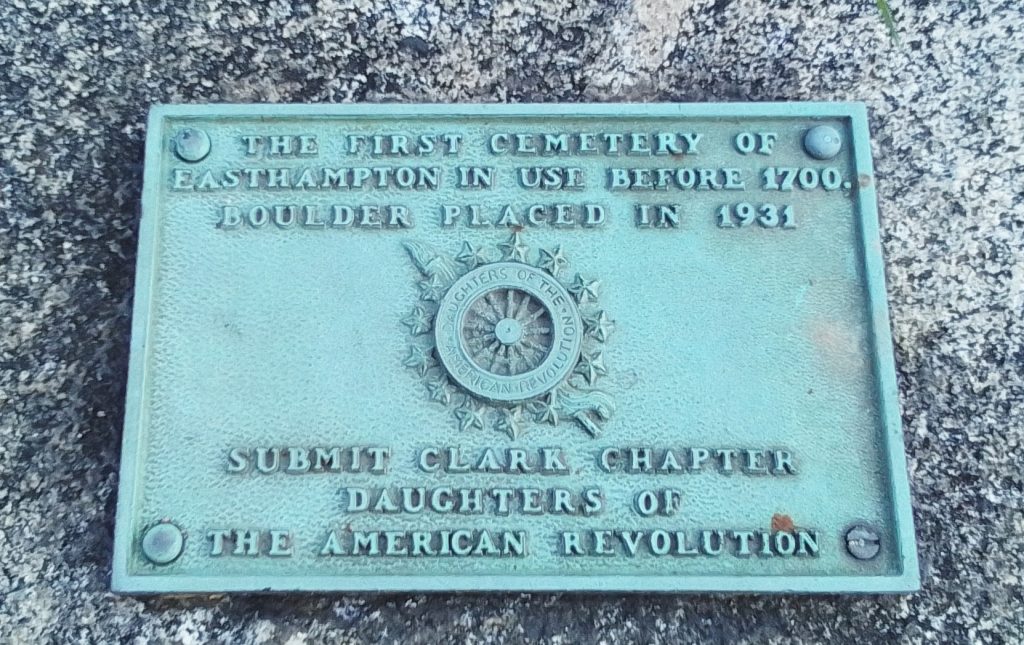 THE FIRST CEMETERY OF
EASTHAMPTON IN USE BEFORE 1700.
BOULDER PLACED IN 1931
DAUGHTERS OF THE AMERICAN REVOLUTION
SUBMIT CLARK CHAPTER
DAUGHTERS OF
THE AMERICAN REVOLUTION